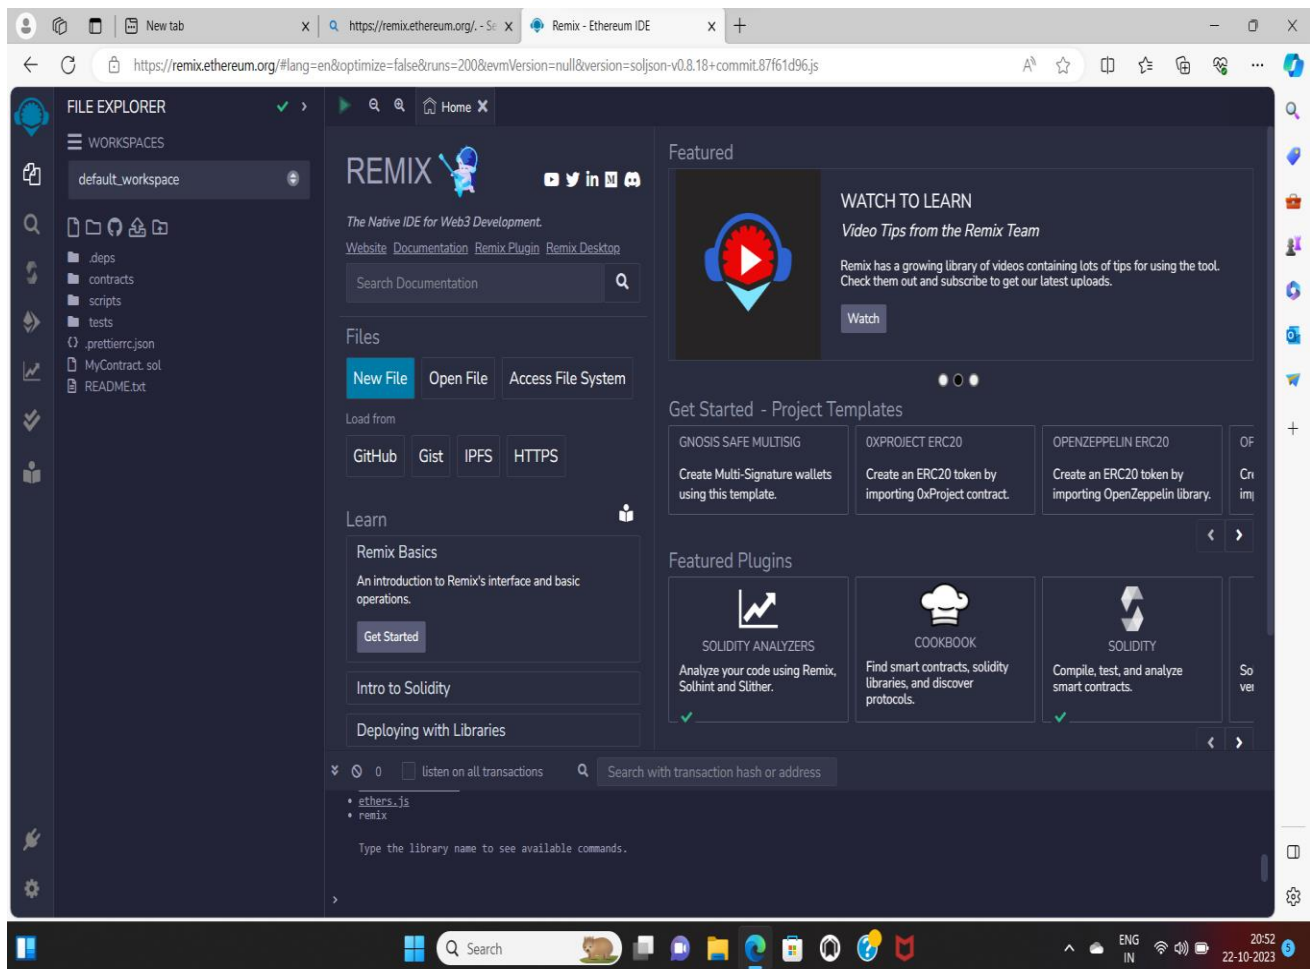 New tab
https://remix.ethereum.org/. - Se
Remix - Ethereum IDE
https://remix.ethereum.org/#lang=en&optimize=false&runs=200&evmVersion=null&version=soljson-v0.8.18+commit.87f61d96.js
FILE EXPLORER
WORKSPACES
default_workspace
.deps
contracts
scripts
tests
.prettierrc.json
MyContract. sol
README.txt
Home
REMIX
The Native IDE for Web3 Development.
Website Documentation Remix Plugin Remix Desktop
Search Documentation
Files
New File Open File Access File System
Load from
GitHub Gist IPFS HTTPS
Learn
Remix Basics
An introduction to Remix's interface and basic
operations.
Get Started
Intro to Solidity
Deploying with Libraries
Featured
WATCH TO LEARN
Video Tips from the Remix Team
Remix has a growing library of videos containing lots of tips for using the tool.
Check them out and subscribe to get our latest uploads.
Watch
Get Started - Project Templates
GNOSIS SAFE MULTISIG
Create Multi-Signature wallets
using this template.
0XPROJECT ERC20
Create an ERC20 token by
importing 0xProject contract.
OPENZEPPELIN ERC20
Create an ERC20 token by
importing OpenZeppelin library.
Featured Plugins
SOLIDITY ANALYZERS
Analyze your code using Remix,
Solhint and Slither.
COOKBOOK
Find smart contracts, solidity
libraries, and discover
protocols.
SOLIDITY
Compile, test, and analyze
smart contracts.
0 listen on all transactions Search with transaction hash or address
• ethers.js
• remix
Type the library name to see available commands.
>
Search
ENG
IN
20:52
22-10-2023
5